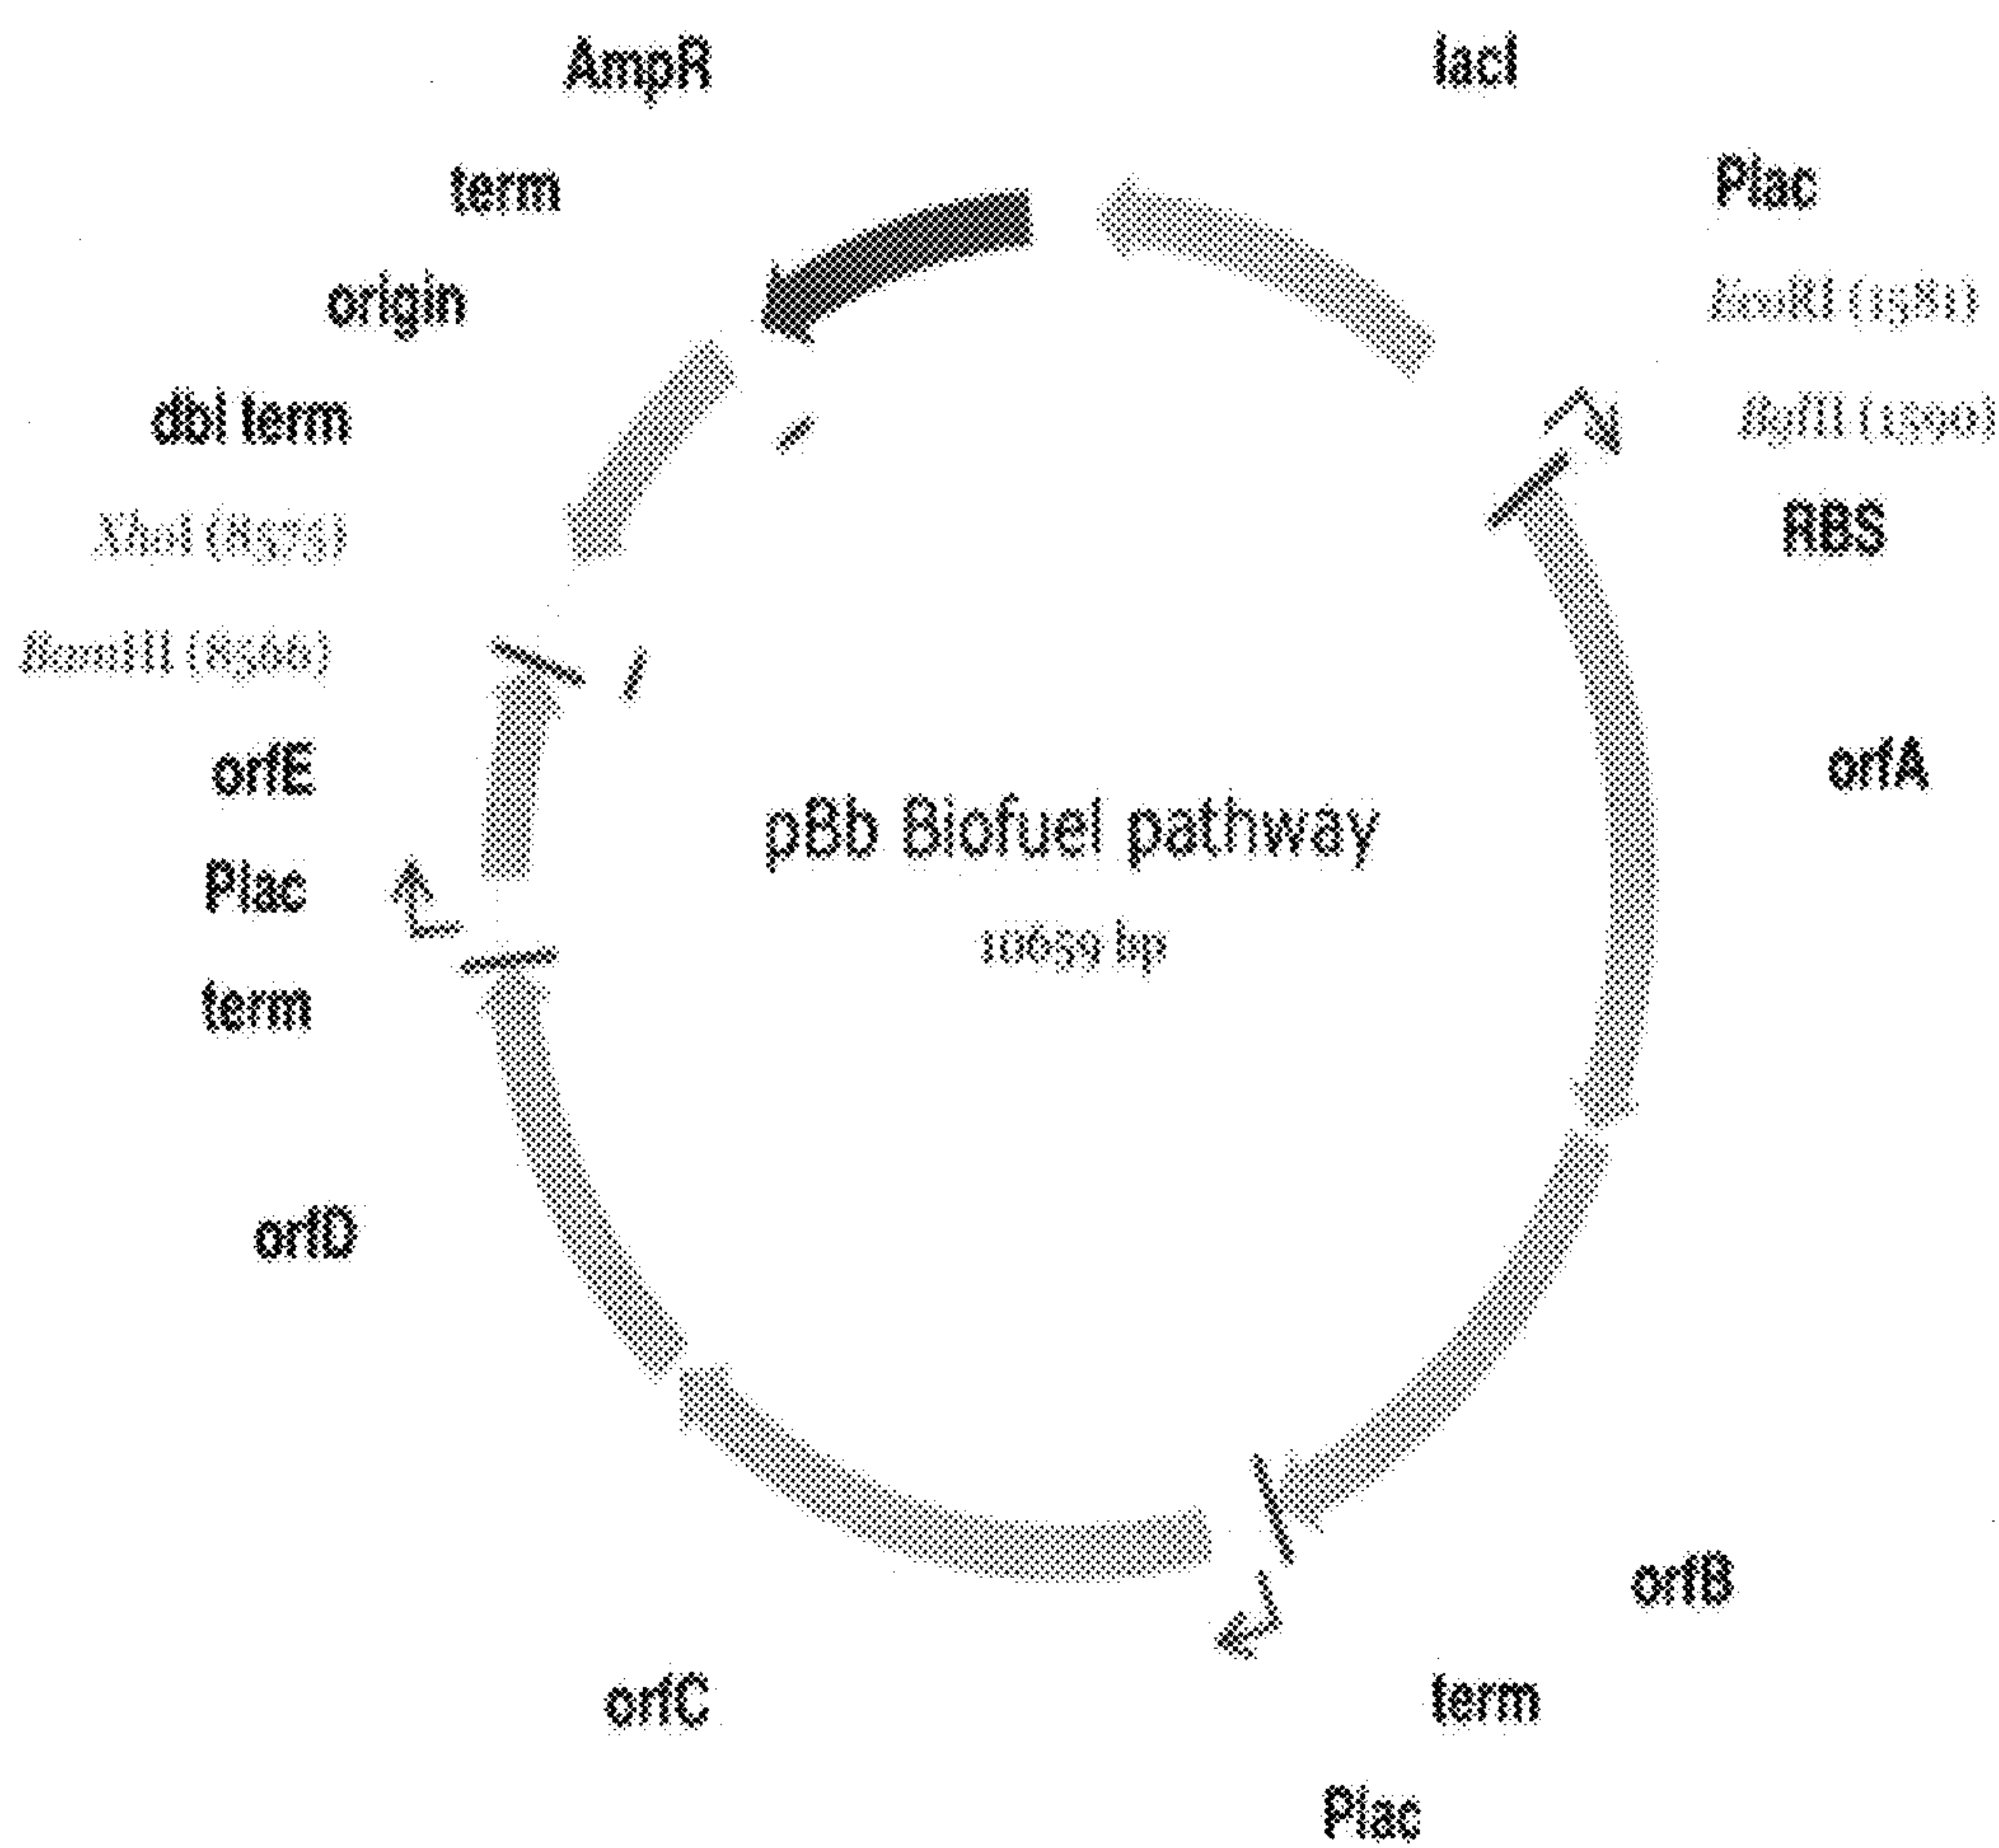 AmpR
lacI
term
Plac
origin
EcoRI (1581)
dbl term
BglII (1590)
XhoI (8575)
RBS
BamHI (8566)
orfE
orfA
pBb Biofuel pathway
Plac
10659 bp
term
orfD
orfB
orfC
term
Plac